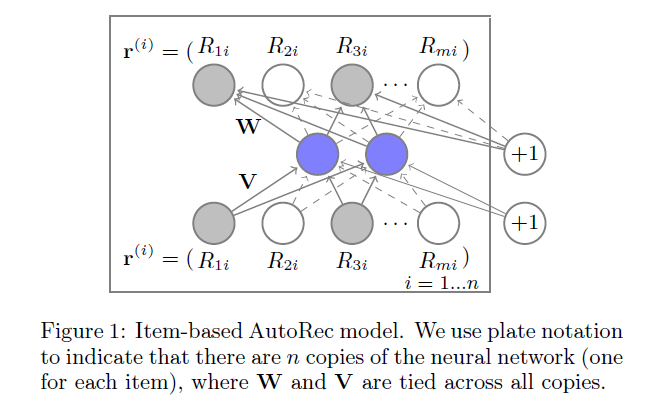 r(i) = ( R1i R2i R3i Rmi )
· · ·
W
+1
V
+1
· · ·
r(i) = ( R1i R2i R3i Rmi )
i = 1...n
Figure 1: Item-based AutoRec model. We use plate notation
to indicate that there are n copies of the neural network (one
for each item), where W and V are tied across all copies.